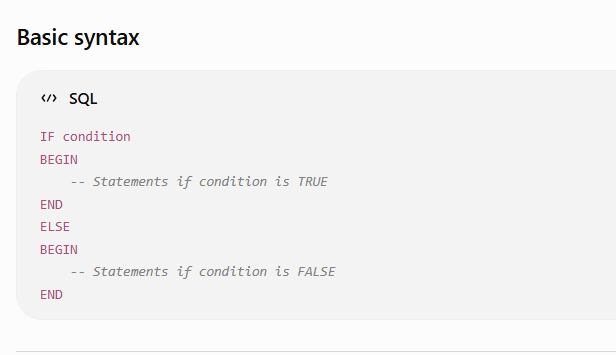 Basic syntax
</> SQL
IF condition
BEGIN
    -- Statements if condition is TRUE
END
ELSE
BEGIN
    -- Statements if condition is FALSE
END